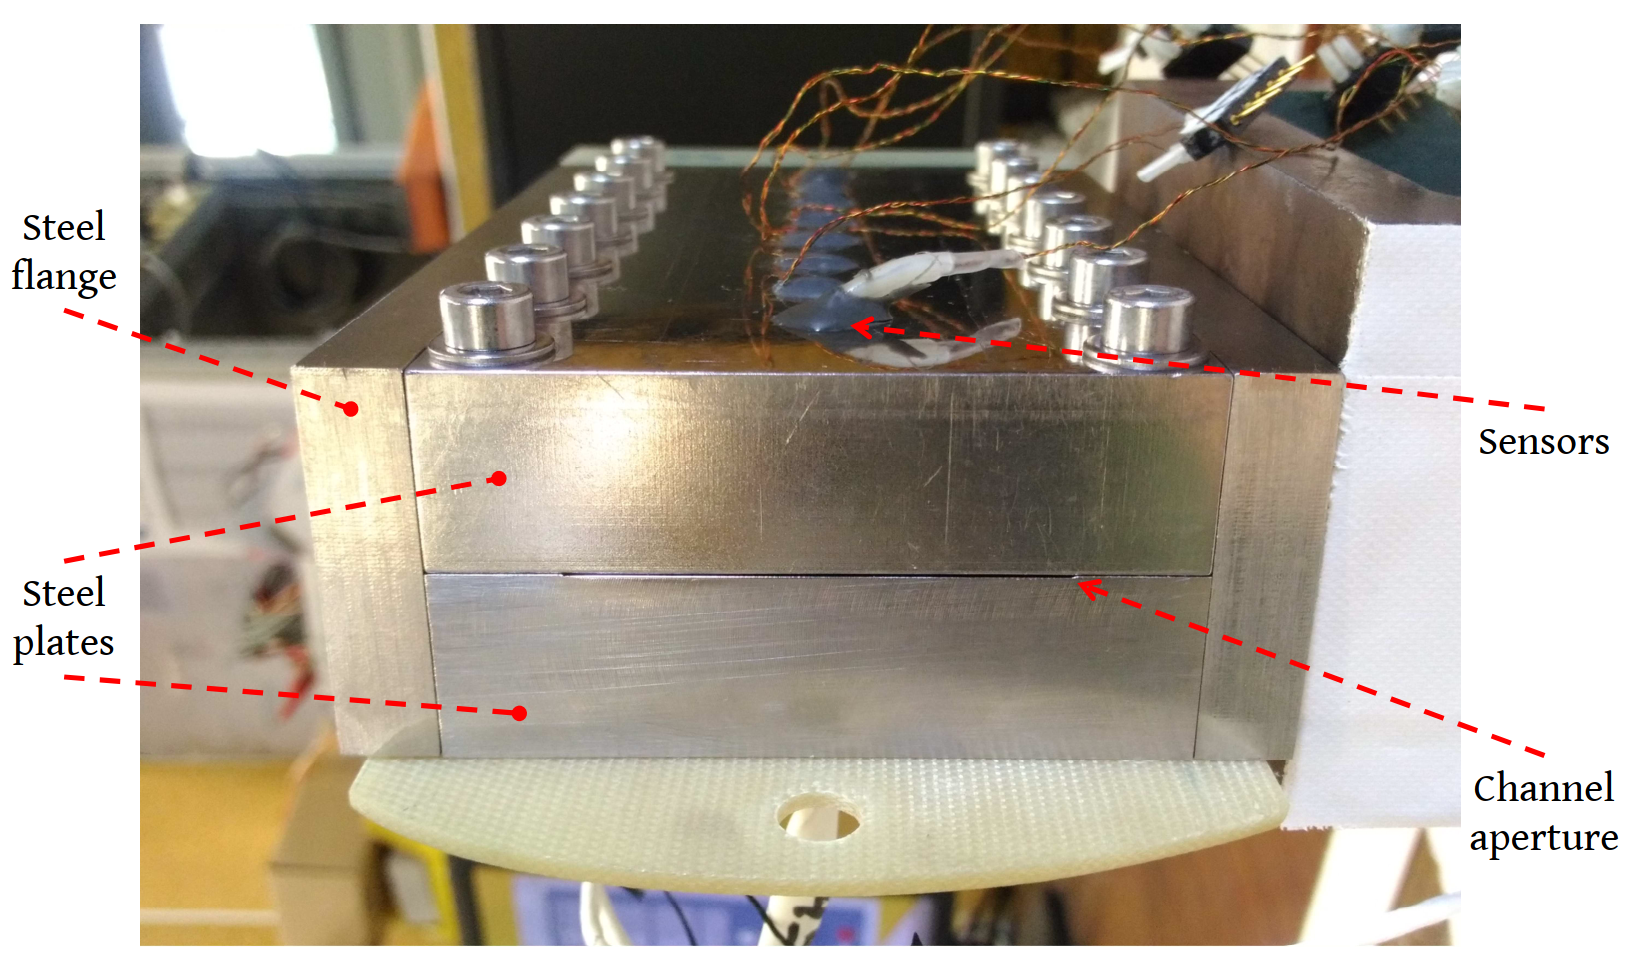 Steel
flange
Sensors
Steel
plates
Channel
aperture